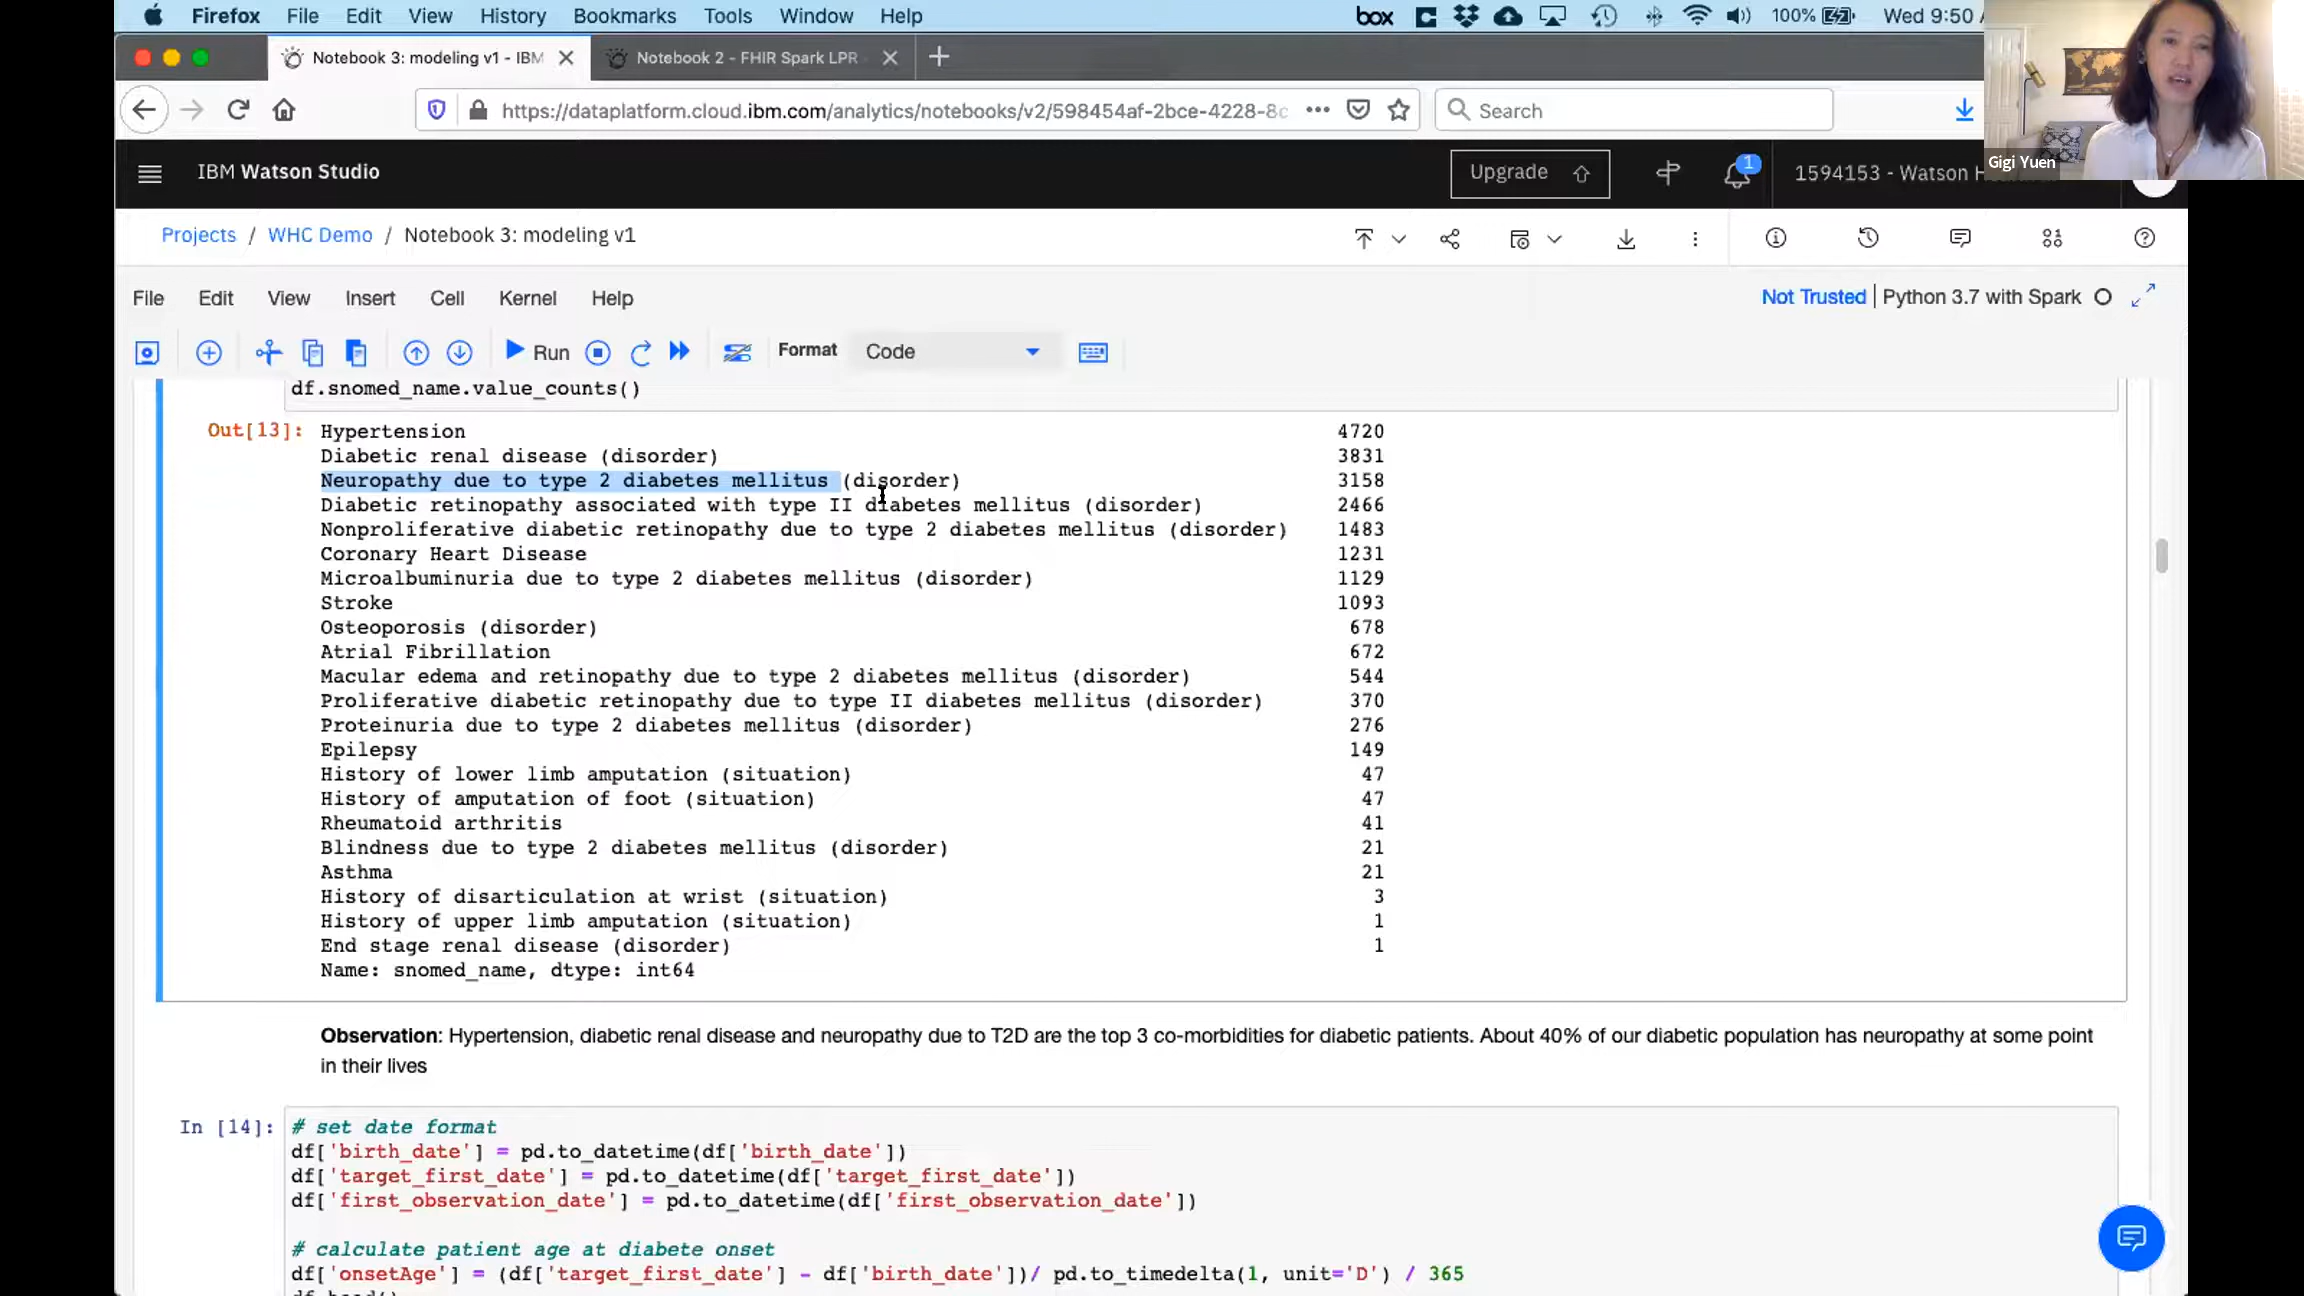 Firefox File Edit View History Bookmarks Tools Window Help box 100% Wed 9:50
Notebook 3: modeling v1 - IBM Notebook 2 - FHIR Spark LPR
https://dataplatform.cloud.ibm.com/analytics/notebooks/v2/598454af-2bce-4228-8c Search
Gigi Yuen
IBM Watson Studio Upgrade 1 1594153 - Watson H
Projects / WHC Demo / Notebook 3: modeling v1
File Edit View Insert Cell Kernel Help Not Trusted | Python 3.7 with Spark
Run Format Code
df.snomed_name.value_counts()
Out[13]: Hypertension 4720
Diabetic renal disease (disorder) 3831
Neuropathy due to type 2 diabetes mellitus (disorder) 3158
Diabetic retinopathy associated with type II diabetes mellitus (disorder) 2466
Nonproliferative diabetic retinopathy due to type 2 diabetes mellitus (disorder) 1483
Coronary Heart Disease 1231
Microalbuminuria due to type 2 diabetes mellitus (disorder) 1129
Stroke 1093
Osteoporosis (disorder) 678
Atrial Fibrillation 672
Macular edema and retinopathy due to type 2 diabetes mellitus (disorder) 544
Proliferative diabetic retinopathy due to type II diabetes mellitus (disorder) 370
Proteinuria due to type 2 diabetes mellitus (disorder) 276
Epilepsy 149
History of lower limb amputation (situation) 47
History of amputation of foot (situation) 47
Rheumatoid arthritis 41
Blindness due to type 2 diabetes mellitus (disorder) 21
Asthma 21
History of disarticulation at wrist (situation) 3
History of upper limb amputation (situation) 1
End stage renal disease (disorder) 1
Name: snomed_name, dtype: int64
Observation: Hypertension, diabetic renal disease and neuropathy due to T2D are the top 3 co-morbidities for diabetic patients. About 40% of our diabetic population has neuropathy at some point
in their lives
In [14]: # set date format
df['birth_date'] = pd.to_datetime(df['birth_date'])
df['target_first_date'] = pd.to_datetime(df['target_first_date'])
df['first_observation_date'] = pd.to_datetime(df['first_observation_date'])
# calculate patient age at diabete onset
df['onsetAge'] = (df['target_first_date'] - df['birth_date'])/ pd.to_timedelta(1, unit='D') / 365